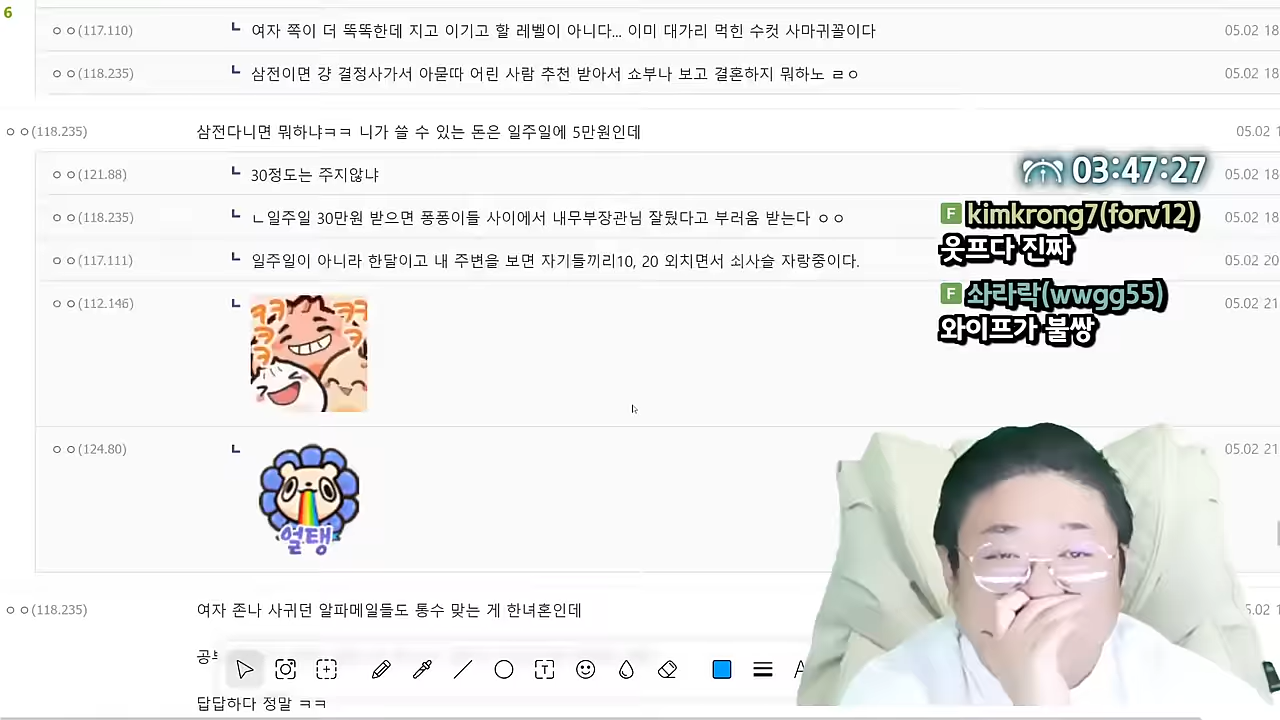 6
ㅇㅇ(117.110) ㄴ 여자 쪽이 더 똑똑한데 지고 이기고 할 레벨이 아니다... 이미 대가리 먹힌 수컷 사마귀꼴이다 05.02 18
ㅇㅇ(118.235) ㄴ 삼전이면 걍 결정사가서 아묻따 어린 사람 추천 받아서 쇼부나 보고 결혼하지 뭐하노 ㄹㅇ 05.02 18
ㅇㅇ(118.235) 삼전다니면 뭐하냐ㅋㅋ 니가 쓸 수 있는 돈은 일주일에 5만원인데 05.02 1
ㅇㅇ(121.88) ㄴ 30정도는 주지않냐 05.02 18
ㅇㅇ(118.235) ㄴ ㄴ일주일 30만원 받으면 퐁퐁이들 사이에서 내무부장관님 잘뒀다고 부러움 받는다 ㅇㅇ 05.02 18
ㅇㅇ(117.111) ㄴ 일주일이 아니라 한달이고 내 주변을 보면 자기들끼리10, 20 외치면서 쇠사슬 자랑중이다. 05.02 20
ㅇㅇ(112.146) ㄴ 05.02 21
ㅋㅋㅋㅋ ㅋㅋㅋ
ㅇㅇ(124.80) ㄴ 05.02 21
얼탱
ㅇㅇ(118.235) 여자 존나 사귀던 알파메일들도 통수 맞는 게 한녀혼인데 5.02 1
답답하다 정말 ㅋㅋ
03:47:27
F kimkrong7(forv12)
웃프다 진짜
F 솨라락(wwgg55)
와이프가 불쌍
T
A